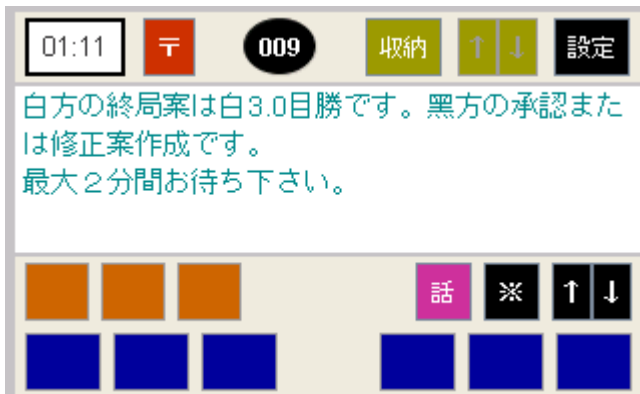 01:11 〒 009 収納 ↑ ↓ 設定
白方の終局案は白3.0目勝です。黒方の承認また
は修正案作成です。
最大２分間お待ち下さい。
話 ※ ↑ ↓